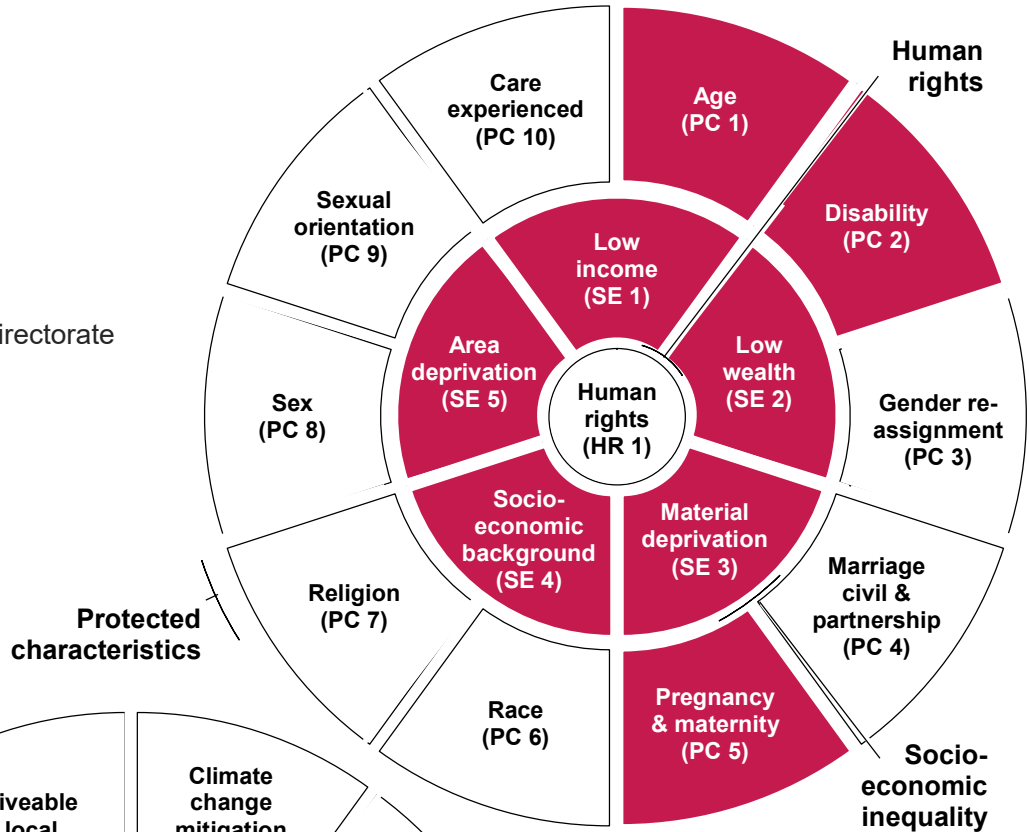 Human
rights
Care
experienced
(PC 10)
Age
(PC 1)
Disability
(PC 2)
Sexual
orientation
(PC 9)
Low
income
(SE 1)
Area
deprivation
(SE 5)
Low
wealth
(SE 2)
Human
rights
(HR 1)
Sex
(PC 8)
Gender re-
assignment
(PC 3)
Socio-
economic
background
(SE 4)
Material
deprivation
(SE 3)
Marriage
civil &
partnership
(PC 4)
Religion
(PC 7)
Protected
characteristics
Race
(PC 6)
Pregnancy
& maternity
(PC 5)
Socio-
economic
inequality
Climate
change
mitigation
local